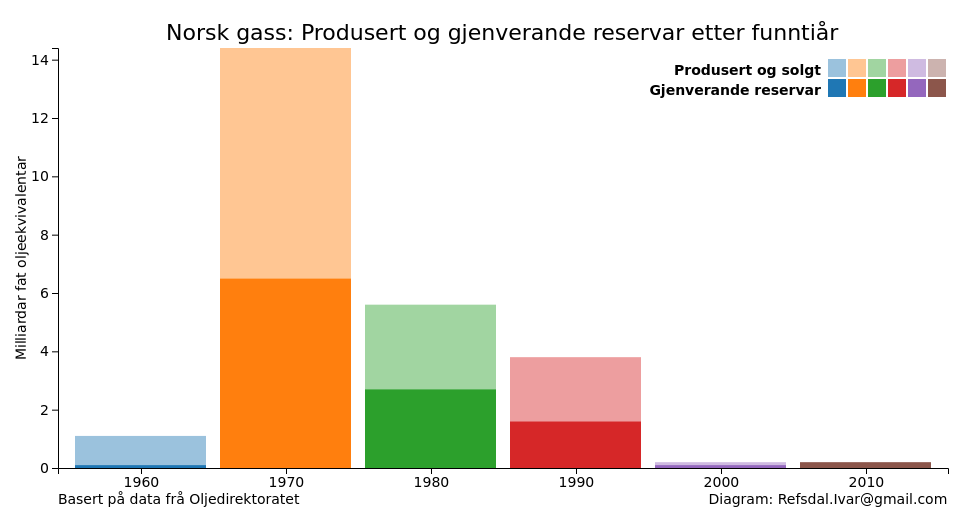 Norsk gass: Produsert og gjenverande reservar etter funntiår
Produsert og solgt
Gjenverande reservar
Milliardar fat oljeekvivalentar
14
12
10
8
6
4
2
0
1960 1970 1980 1990 2000 2010
Basert på data frå Oljedirektoratet
Diagram: Refsdal.Ivar@gmail.com